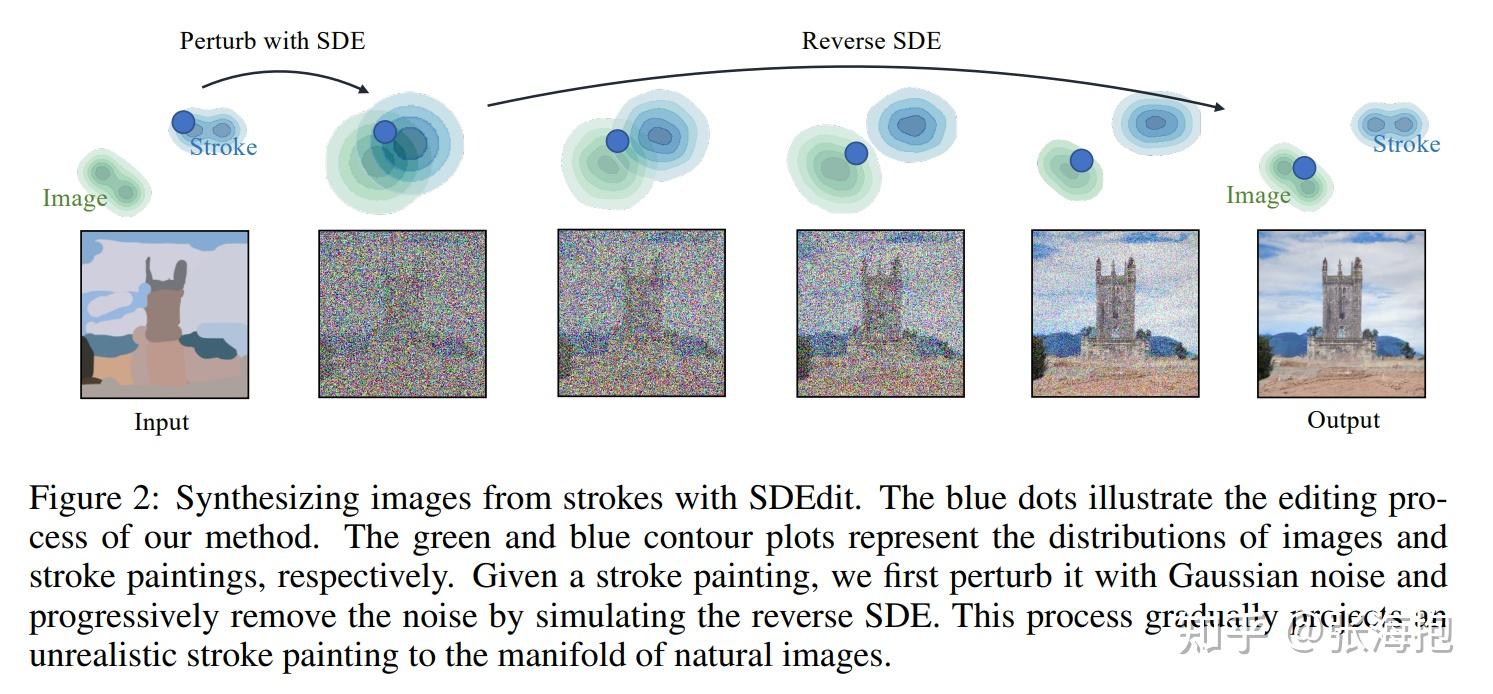 Perturb with SDE
Reverse SDE
Stroke
Image
Stroke
Image
Input
Output
Figure 2: Synthesizing images from strokes with SDEdit. The blue dots illustrate the editing pro-
cess of our method. The green and blue contour plots represent the distributions of images and
stroke paintings, respectively. Given a stroke painting, we first perturb it with Gaussian noise and
progressively remove the noise by simulating the reverse SDE. This process gradually projects an
unrealistic stroke painting to the manifold of natural images.
知乎 @张海抱